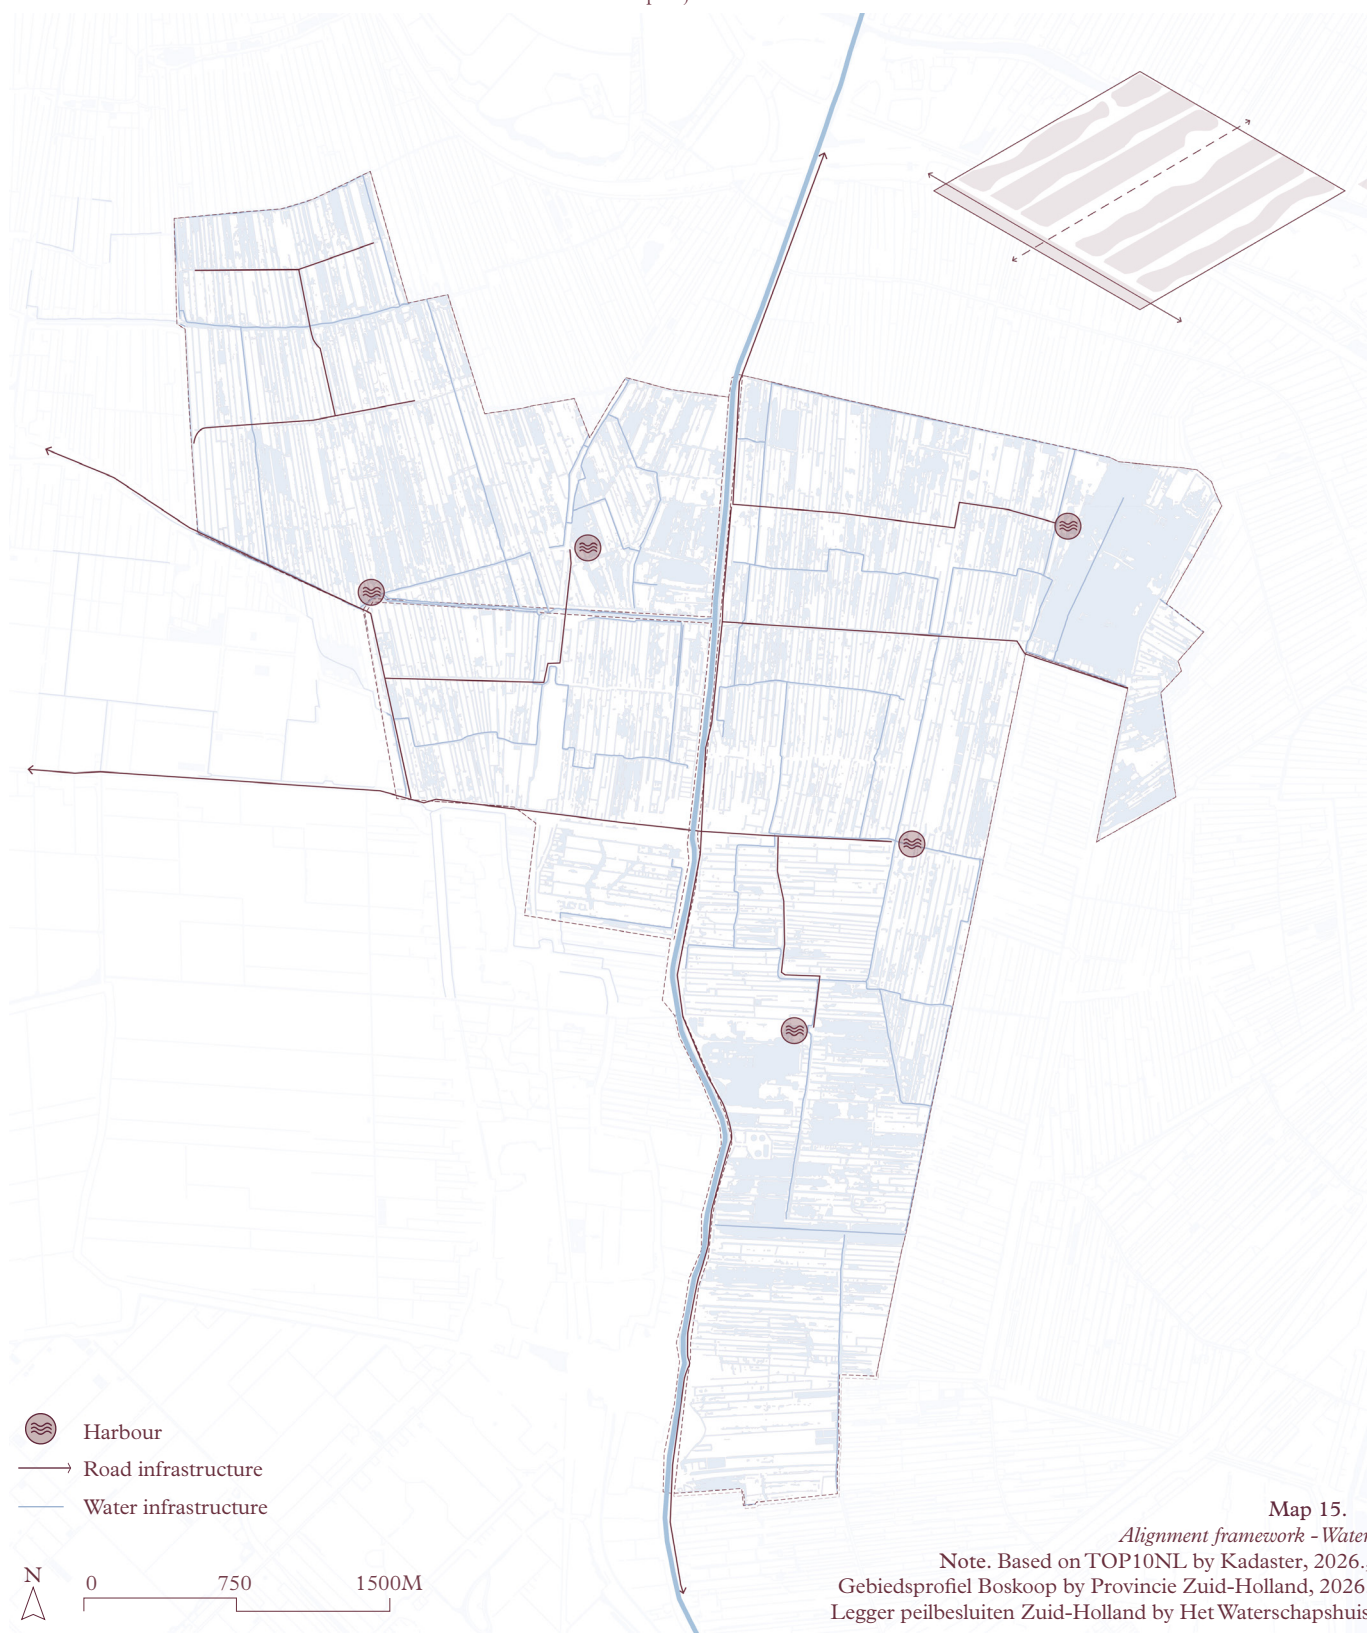 Harbour
Road infrastructure
Water infrastructure
N
0 750 1500M
Map 15.
Alignment framework - Water
Note. Based on TOP10NL by Kadaster, 2026.
Gebiedsprofiel Boskoop by Provincie Zuid-Holland, 2026
Legger peilbesluiten Zuid-Holland by Het Waterschapshuis